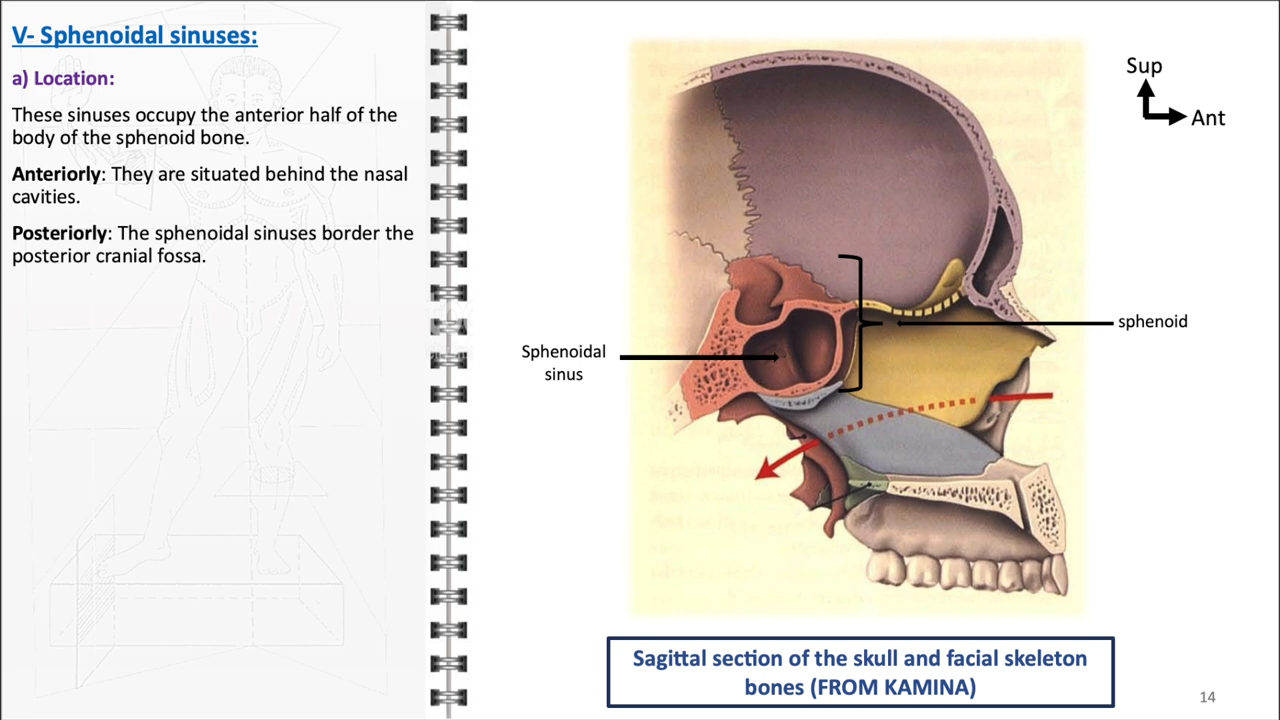 V- Sphenoidal sinuses:
a) Location:
These sinuses occupy the anterior half of the
body of the sphenoid bone.
Anteriorly: They are situated behind the nasal
cavities.
Posteriorly: The sphenoidal sinuses border the
posterior cranial fossa.
Sup
Ant
sphenoid
Sphenoidal
sinus
Sagittal section of the skull and facial skeleton
bones (FROM KAMINA)
14